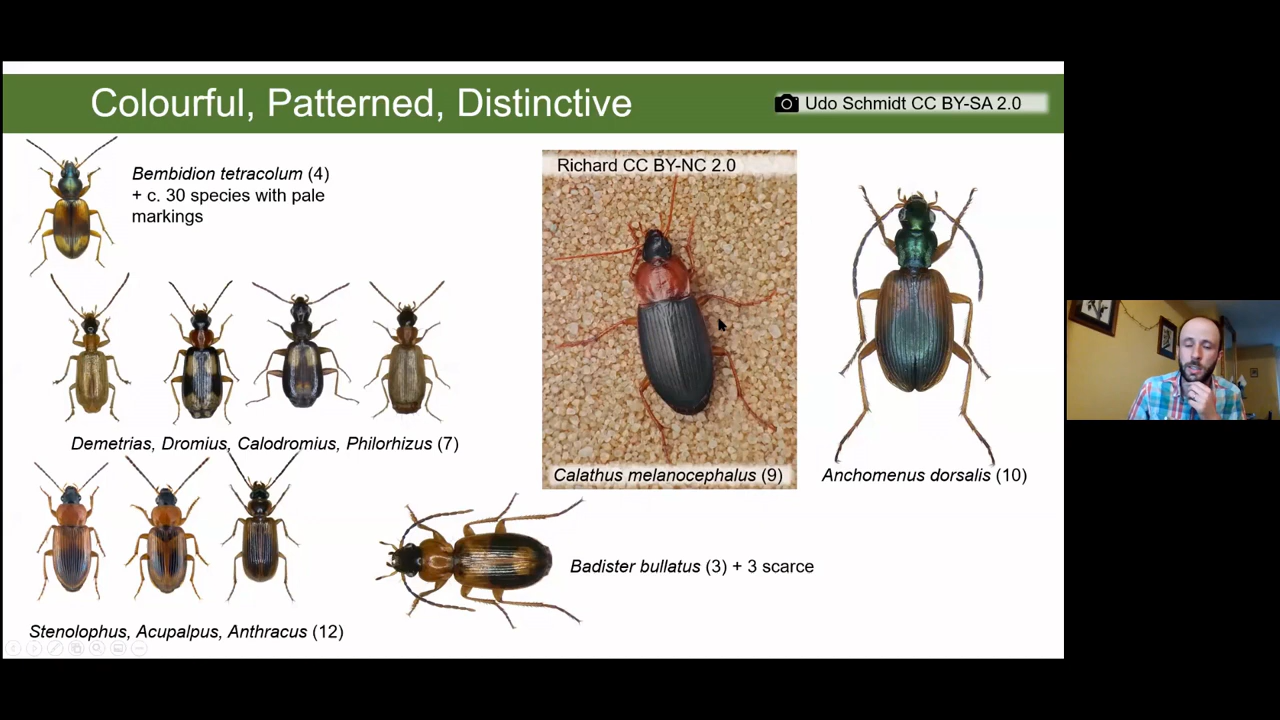 Colourful, Patterned, Distinctive
Udo Schmidt CC BY-SA 2.0
Bembidion tetracolum (4)
+ c. 30 species with pale
markings
Richard CC BY-NC 2.0
Demetrias, Dromius, Calodromius, Philorhizus (7)
Calathus melanocephalus (9)
Anchomenus dorsalis (10)
Badister bullatus (3) + 3 scarce
Stenolophus, Acupalpus, Anthracus (12)